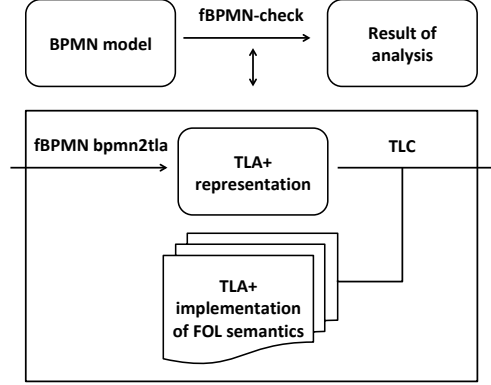 fBPMN-check
BPMN model
Result of
analysis
fBPMN bpmn2tla
TLC
TLA+
representation
TLA+
implementation
of FOL semantics